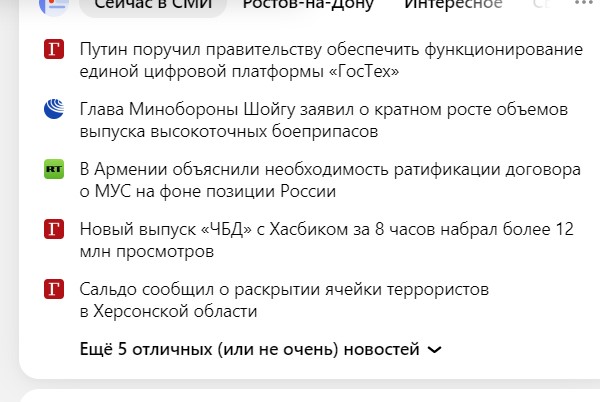 Сейчас в СМИ Ростов-на-Дону Интересное
Путин поручил правительству обеспечить функционирование
единой цифровой платформы «ГосТех»
Глава Минобороны Шойгу заявил о кратном росте объемов
выпуска высокоточных боеприпасов
RT В Армении объяснили необходимость ратификации договора
о МУС на фоне позиции России
Г Новый выпуск «ЧБД» с Хасбиком за 8 часов набрал более 12
млн просмотров
Г Сальдо сообщил о раскрытии ячейки террористов
в Херсонской области
Ещё 5 отличных (или не очень) новостей